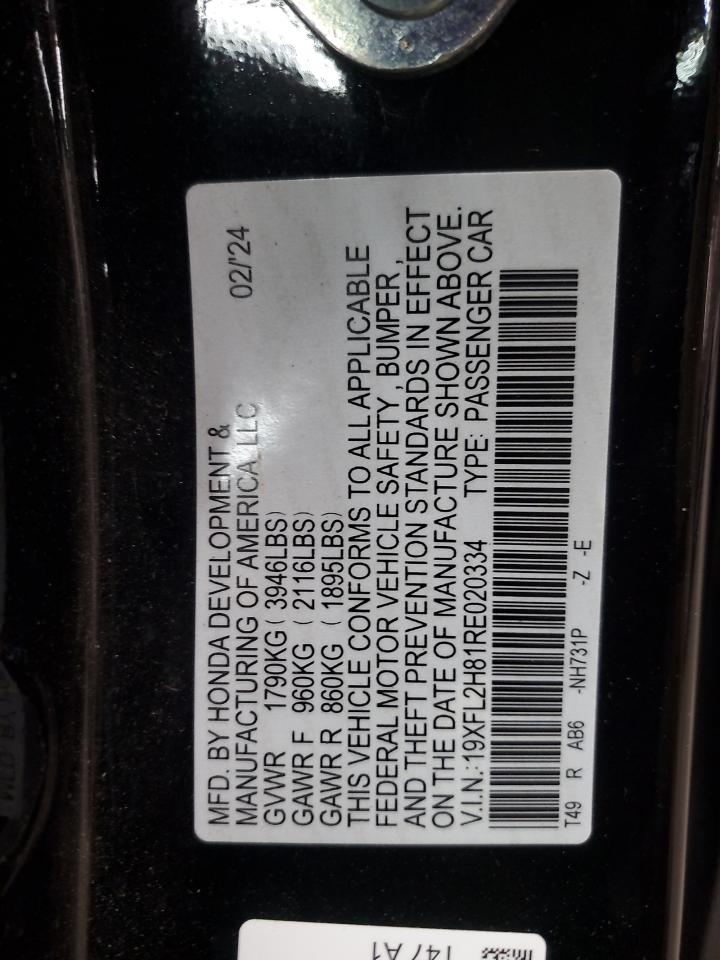 MFD. BY HONDA DEVELOPMENT &
MANUFACTURING OF AMERICA, LLC 02/'24
GVWR 1790KG ( 3946LBS)
GAWR F 960KG ( 2116LBS)
GAWR R 860KG ( 1895LBS)
THIS VEHICLE CONFORMS TO ALL APPLICABLE
FEDERAL MOTOR VEHICLE SAFETY , BUMPER ,
AND THEFT PREVENTION STANDARDS IN EFFECT
ON THE DATE OF MANUFACTURE SHOWN ABOVE.
V.I.N.:19XFL2H81RE020334 TYPE: PASSENGER CAR
T49 R AB6 -NH731P -Z -E